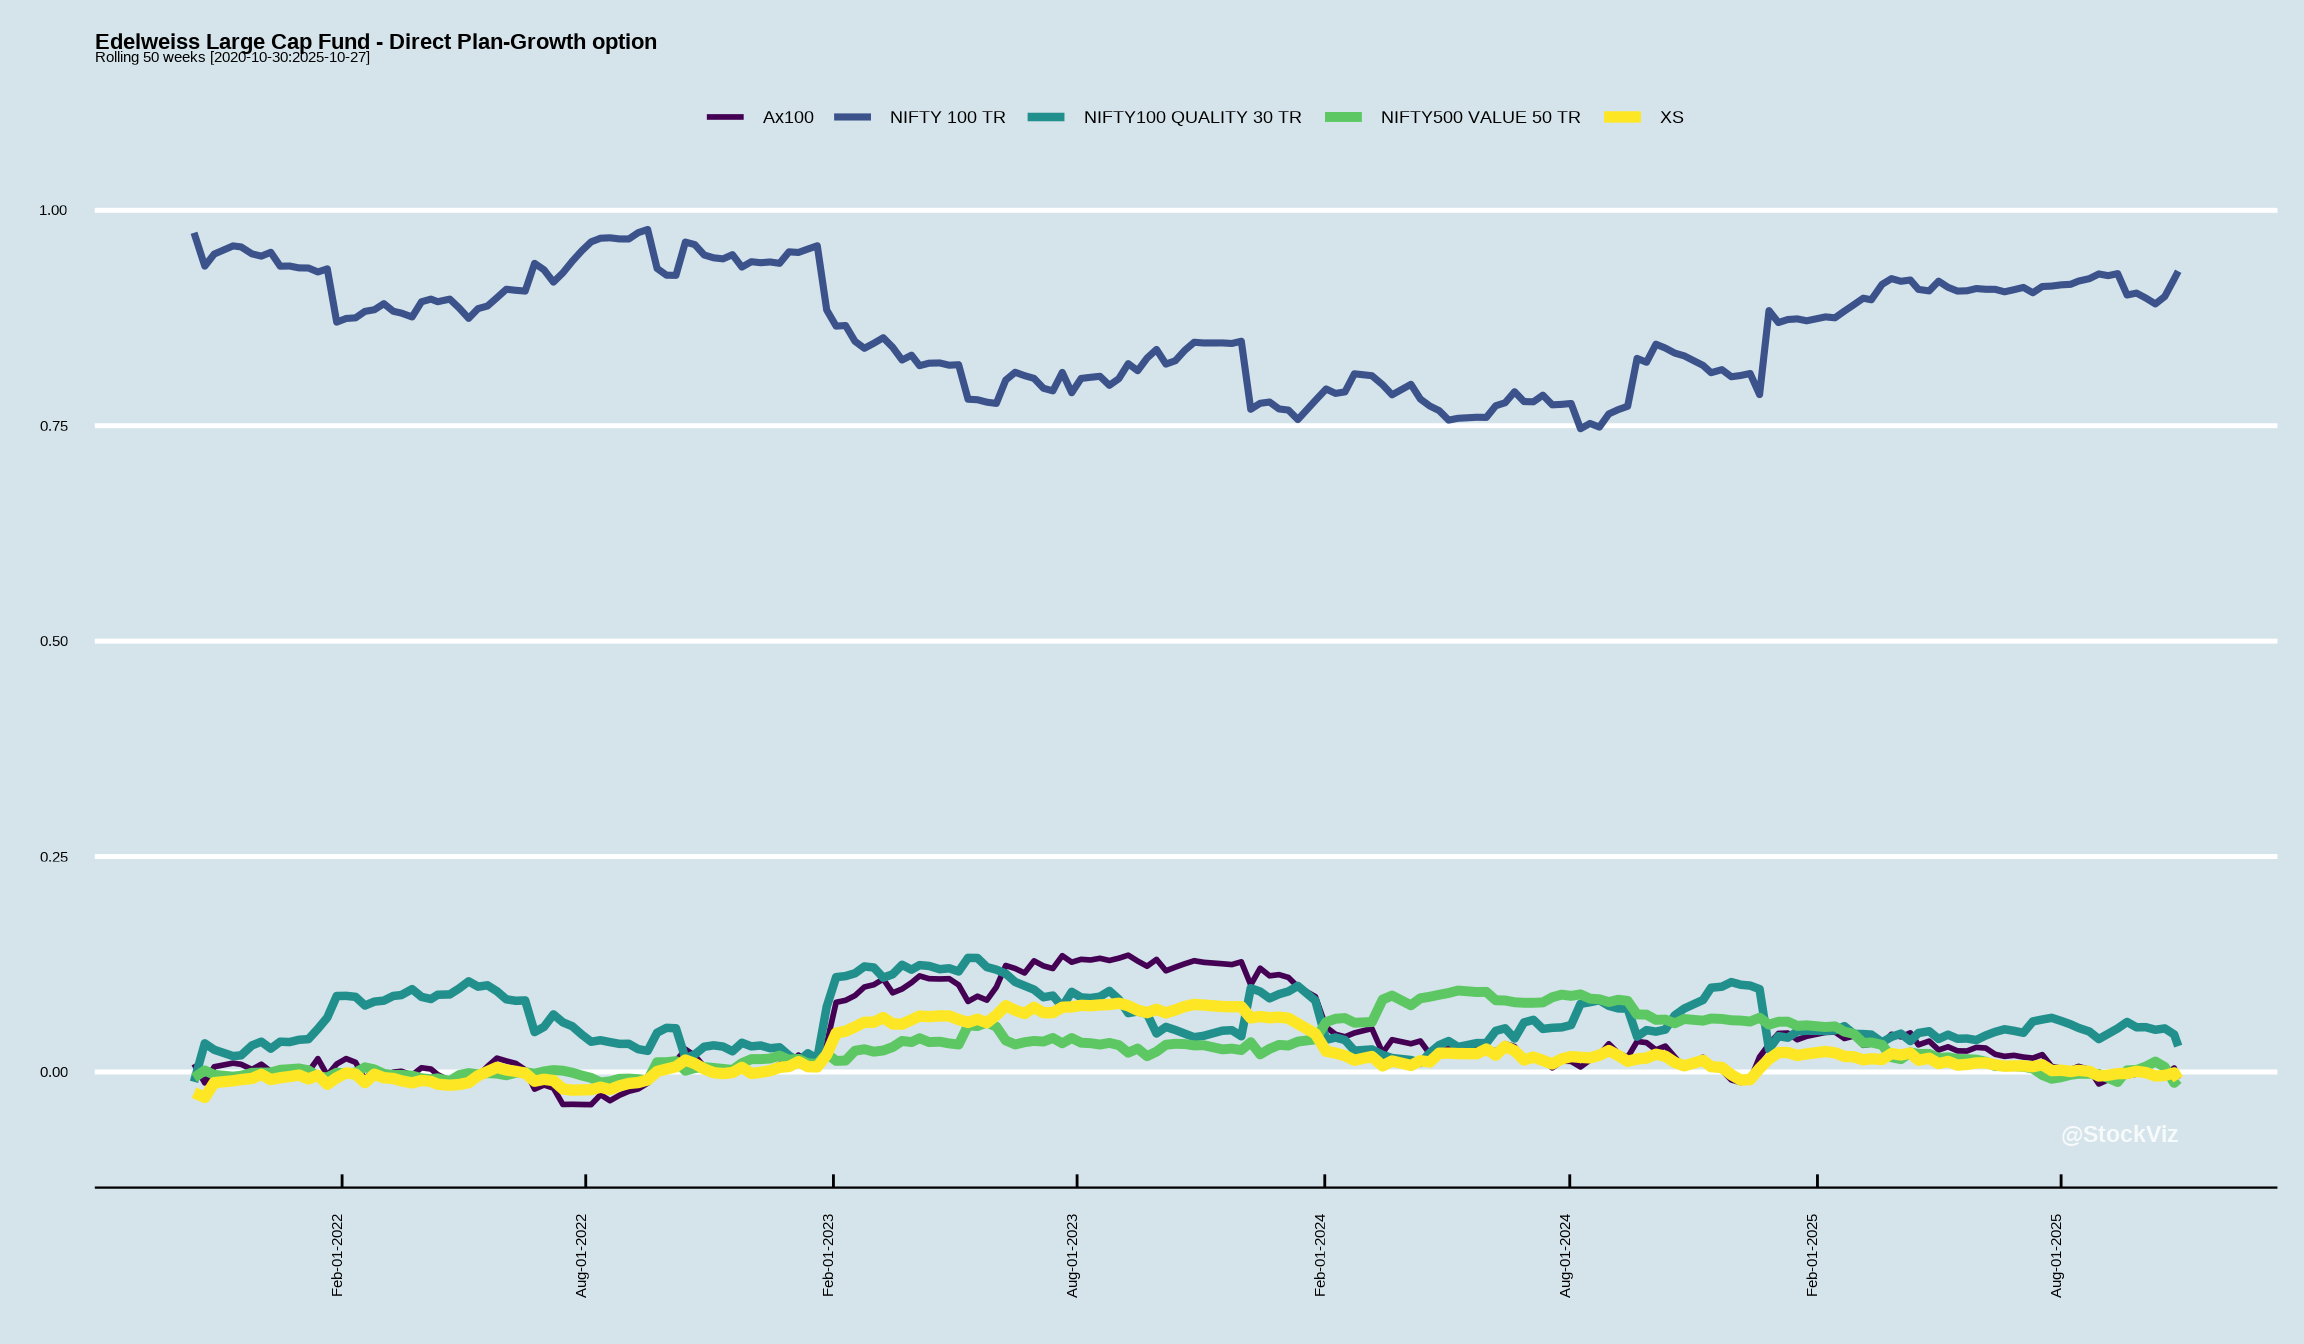 Edelweiss Large Cap Fund - Direct Plan-Growth option
Rolling 50 weeks [2020-10-30:2025-10-27]
Ax100 NIFTY 100 TR NIFTY100 QUALITY 30 TR NIFTY500 VALUE 50 TR XS
1.00
0.75
0.50
0.25
0.00
@StockViz
Feb-01-2022
Aug-01-2022
Feb-01-2023
Aug-01-2023
Feb-01-2024
Aug-01-2024
Feb-01-2025
Aug-01-2025